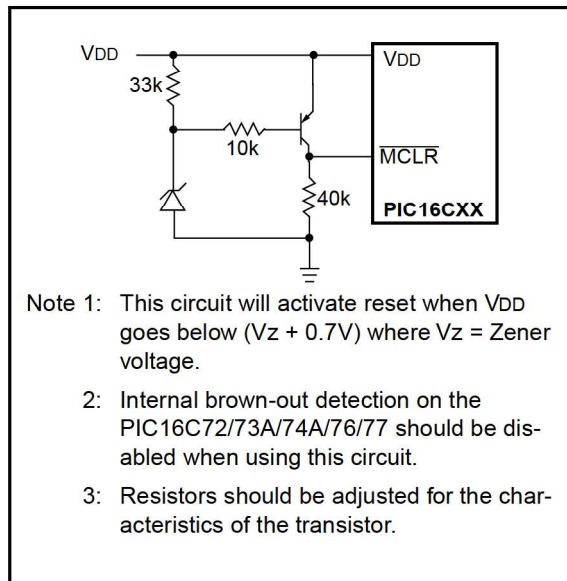 VDD
VDD
33k
10k
MCLR
40k
PIC16CXX
Note 1: This circuit will activate reset when VDD
goes below (Vz + 0.7V) where Vz = Zener
voltage.
2: Internal brown-out detection on the
PIC16C72/73A/74A/76/77 should be dis-
abled when using this circuit.
3: Resistors should be adjusted for the char-
acteristics of the transistor.